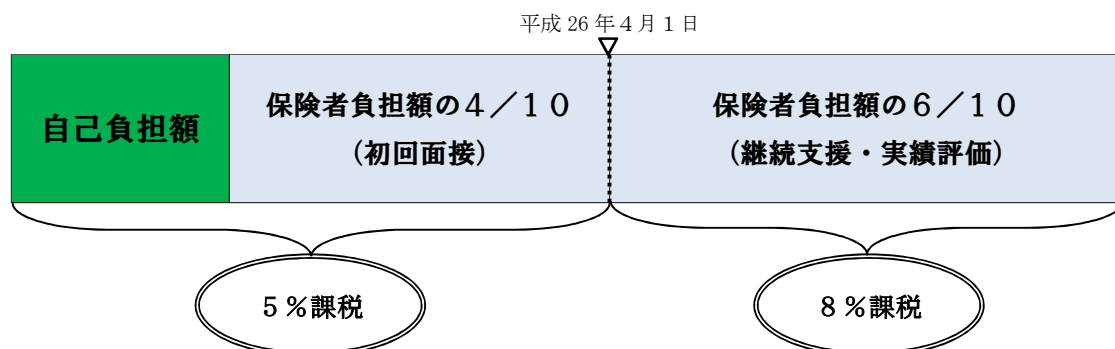 平成 26 年４月１日
自己負担額
保険者負担額の４／１０
（初回面接）
保険者負担額の６／１０
（継続支援・実績評価）
５％課税
８％課税